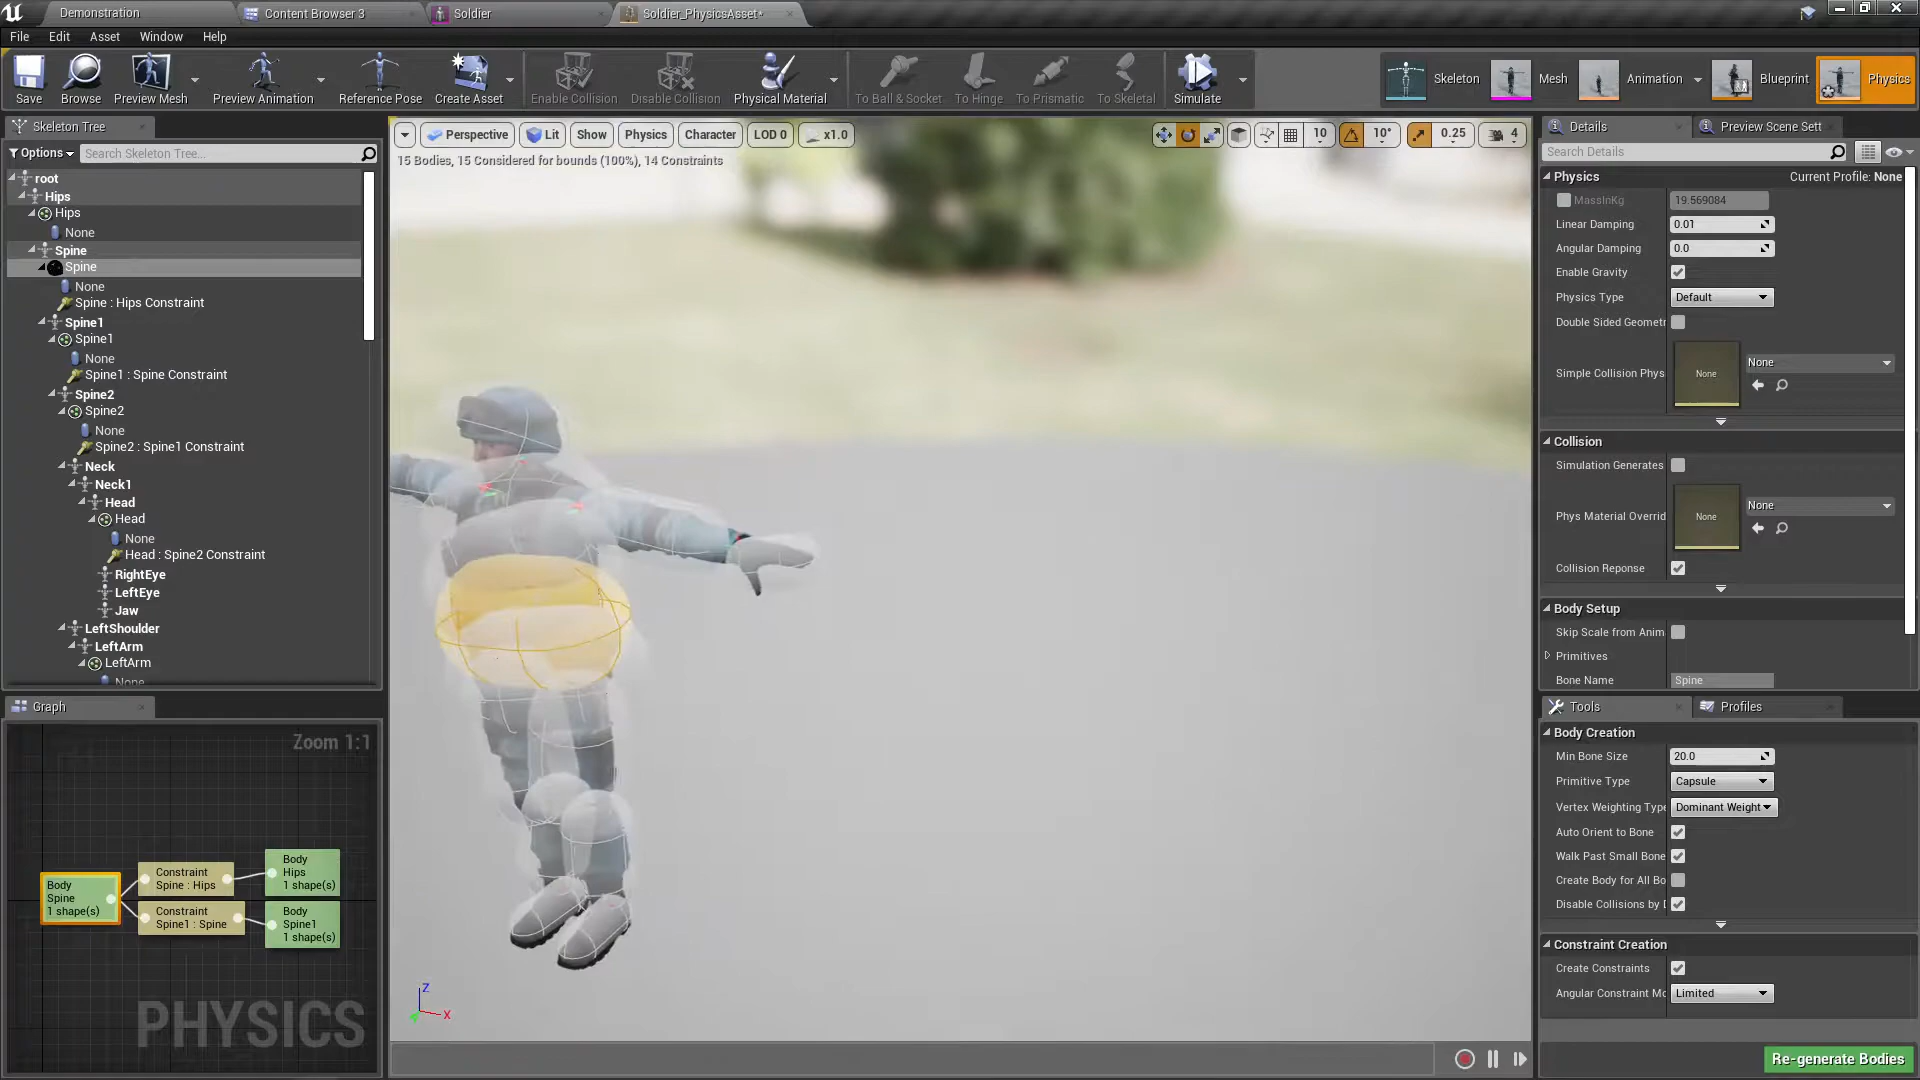 Demonstration
Content Browser 3
Soldier
Soldier_PhysicsAsset*
File
Edit
Asset
Window
Help
Save
Browse
Preview Mesh
Preview Animation
Reference Pose
Create Asset
Enable Collision
Disable Collision
Physical Material
To Ball & Socket
To Hinge
To Prismatic
To Skeletal
Simulate
Skeleton
Mesh
Animation
Blueprint
Physics
Skeleton Tree
Options
Search Skeleton Tree...
root
Hips
Hips
None
Spine
Spine
None
Spine : Hips Constraint
Spine1
Spine1
None
Spine1 : Spine Constraint
Spine2
Spine2
None
Spine2 : Spine1 Constraint
Neck
Neck1
Head
Head
None
Head : Spine2 Constraint
RightEye
LeftEye
Jaw
LeftShoulder
LeftArm
LeftArm
None
Graph
Zoom 1:1
Body
Spine
1 shape(s)
Constraint
Spine : Hips
Constraint
Spine1 : Spine
Body
Hips
1 shape(s)
Body
Spine1
1 shape(s)
PHYSICS
Perspective
Lit
Show
Physics
Character
LOD 0
x1.0
10
10°
0.25
4
15 Bodies, 15 Considered for bounds (100%), 14 Constraints
Z
X
Details
Preview Scene Sett
Search Details
Physics
Current Profile: None
MassInKg
19.569084
Linear Damping
0.01
Angular Damping
0.0
Enable Gravity
Physics Type
Default
Double Sided Geometr
Simple Collision Phys
None
None
Collision
Simulation Generates
Phys Material Overrid
None
None
Collision Reponse
Body Setup
Skip Scale from Anim
Primitives
Bone Name
Spine
Tools
Profiles
Body Creation
Min Bone Size
20.0
Primitive Type
Capsule
Vertex Weighting Type
Dominant Weight
Auto Orient to Bone
Walk Past Small Bone
Create Body for All Bo
Disable Collisions by D
Constraint Creation
Create Constraints
Angular Constraint Mo
Limited
Re-generate Bodies